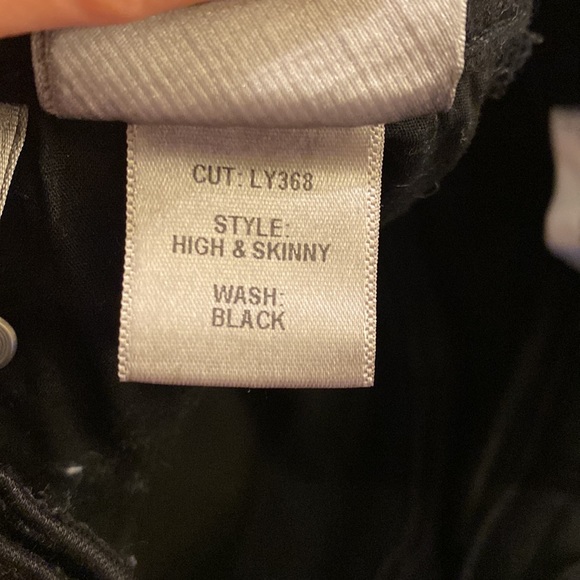 CUT: LY368
STYLE:
HIGH & SKINNY
WASH:
BLACK